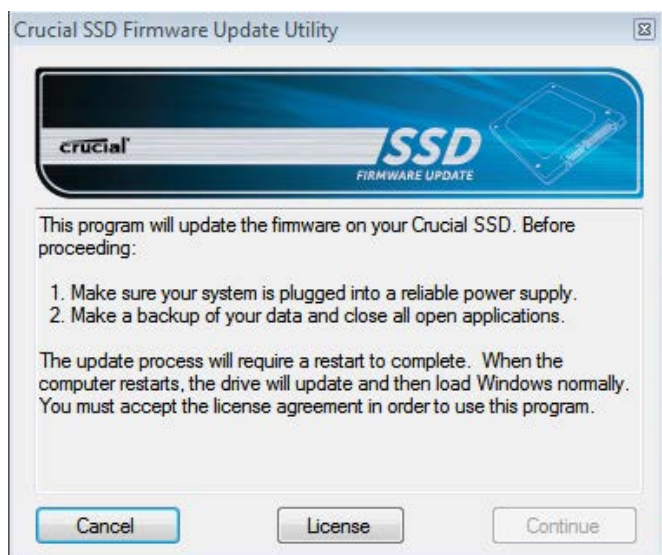 Crucial SSD Firmware Update Utility
crucial
SSD
FIRMWARE UPDATE
This program will update the firmware on your Crucial SSD. Before
proceeding:
1. Make sure your system is plugged into a reliable power supply.
2. Make a backup of your data and close all open applications.
The update process will require a restart to complete. When the
computer restarts, the drive will update and then load Windows normally.
You must accept the license agreement in order to use this program.
Cancel
License
Continue